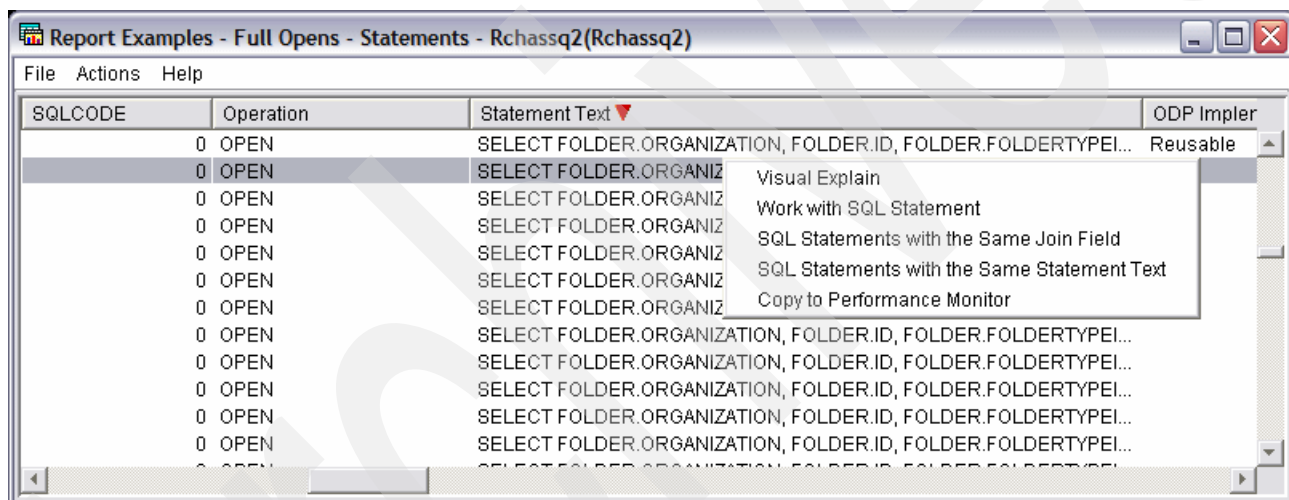 Report Examples - Full Opens - Statements - Rchassq2(Rchassq2)
File Actions Help
SQLCODE Operation Statement Text ODP Impler
0 OPEN SELECT FOLDER.ORGANIZATION, FOLDER.ID, FOLDER.FOLDERTYPEI... Reusable
0 OPEN SELECT FOLDER.ORGANIZ
Visual Explain
0 OPEN SELECT FOLDER.ORGANIZ
Work with SQL Statement
0 OPEN SELECT FOLDER.ORGANIZ
SQL Statements with the Same Join Field
0 OPEN SELECT FOLDER.ORGANIZ
SQL Statements with the Same Statement Text
0 OPEN SELECT FOLDER.ORGANIZ
Copy to Performance Monitor
0 OPEN SELECT FOLDER.ORGANIZ
0 OPEN SELECT FOLDER.ORGANIZATION, FOLDER.ID, FOLDER.FOLDERTYPEI...
0 OPEN SELECT FOLDER.ORGANIZATION, FOLDER.ID, FOLDER.FOLDERTYPEI...
0 OPEN SELECT FOLDER.ORGANIZATION, FOLDER.ID, FOLDER.FOLDERTYPEI...
0 OPEN SELECT FOLDER.ORGANIZATION, FOLDER.ID, FOLDER.FOLDERTYPEI...
0 OPEN SELECT FOLDER.ORGANIZATION, FOLDER.ID, FOLDER.FOLDERTYPEI...